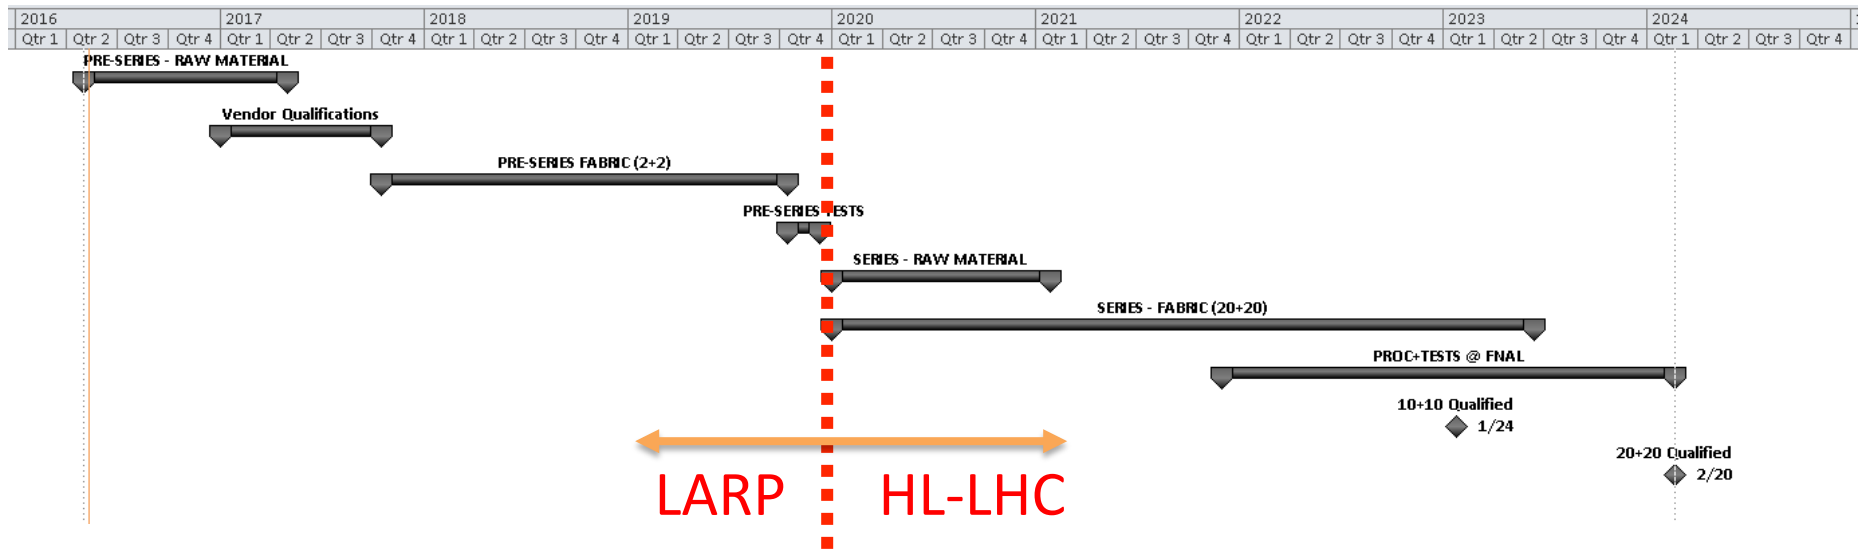 2016 2017 2018 2019 2020 2021 2022 2023 2024
Qtr 1 Qtr 2 Qtr 3 Qtr 4 Qtr 1 Qtr 2 Qtr 3 Qtr 4 Qtr 1 Qtr 2 Qtr 3 Qtr 4 Qtr 1 Qtr 2 Qtr 3 Qtr 4 Qtr 1 Qtr 2 Qtr 3 Qtr 4 Qtr 1 Qtr 2 Qtr 3 Qtr 4 Qtr 1 Qtr 2 Qtr 3 Qtr 4 Qtr 1 Qtr 2 Qtr 3 Qtr 4 Qtr 1 Qtr 2 Qtr 3 Qtr 4
PRE-SERIES - RAW MATERIAL
Vendor Qualifications
PRE-SERIES FABRIC (2+2)
PRE-SERIES TESTS
SERIES - RAW MATERIAL
SERIES - FABRIC (20+20)
PROC+TESTS @ FNAL
10+10 Qualified
1/24
20+20 Qualified
2/20
LARP HL-LHC